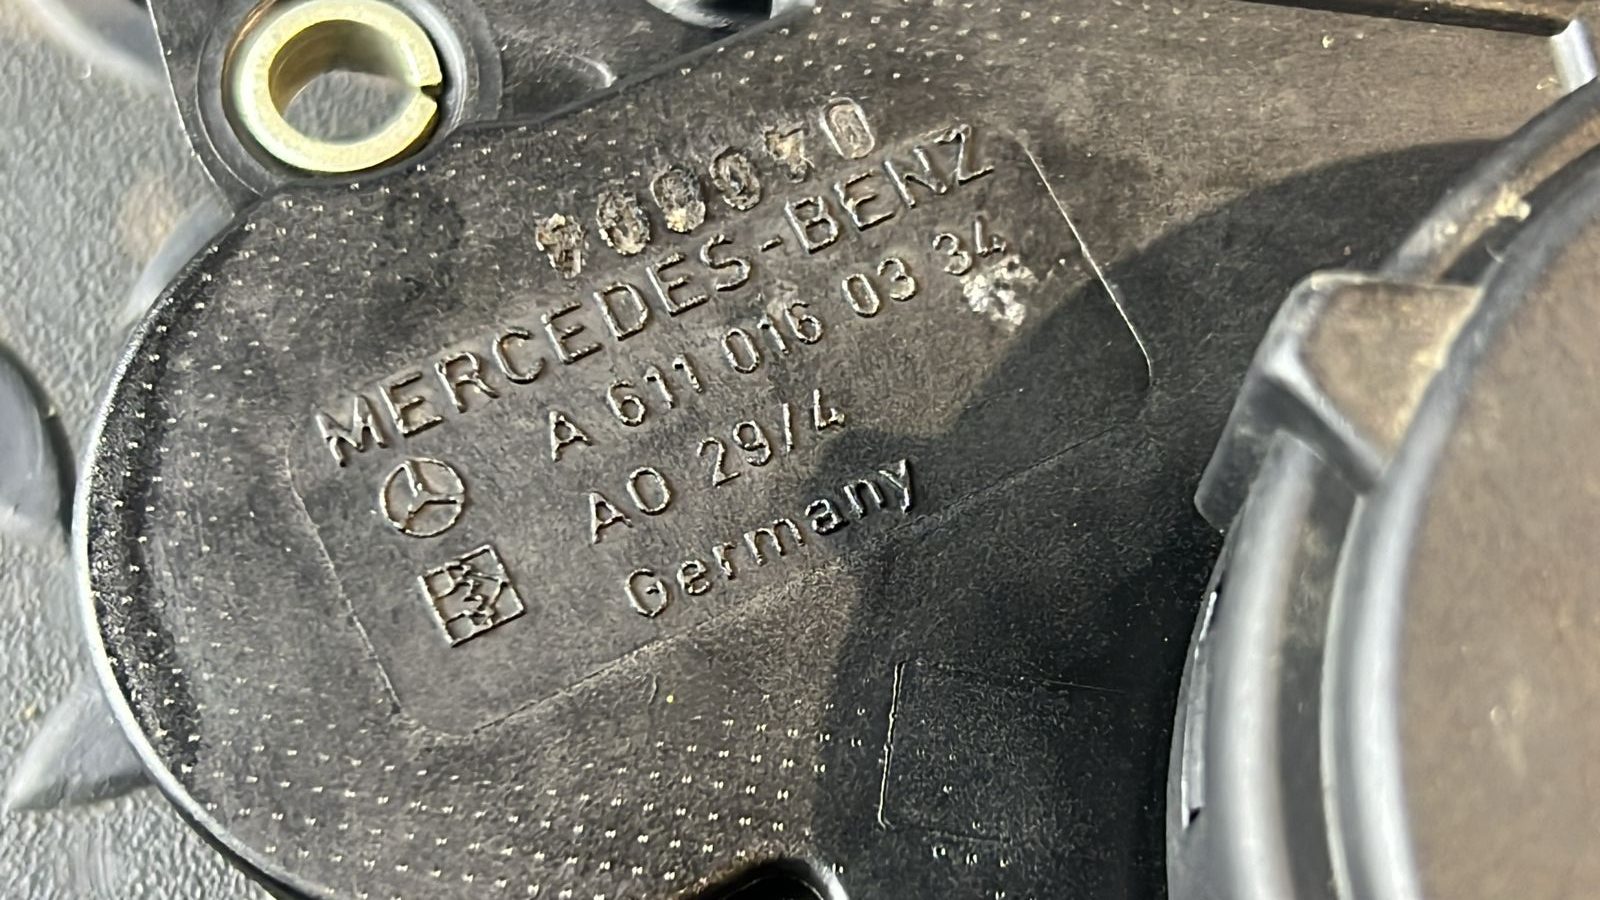 MERCEDES-BENZ
A 611 016 03 34
AO 29/4
Germany